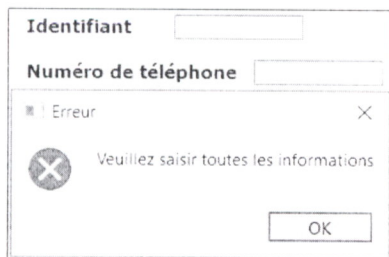 Identifiant
Numéro de téléphone
Erreur
Veuillez saisir toutes les informations
OK